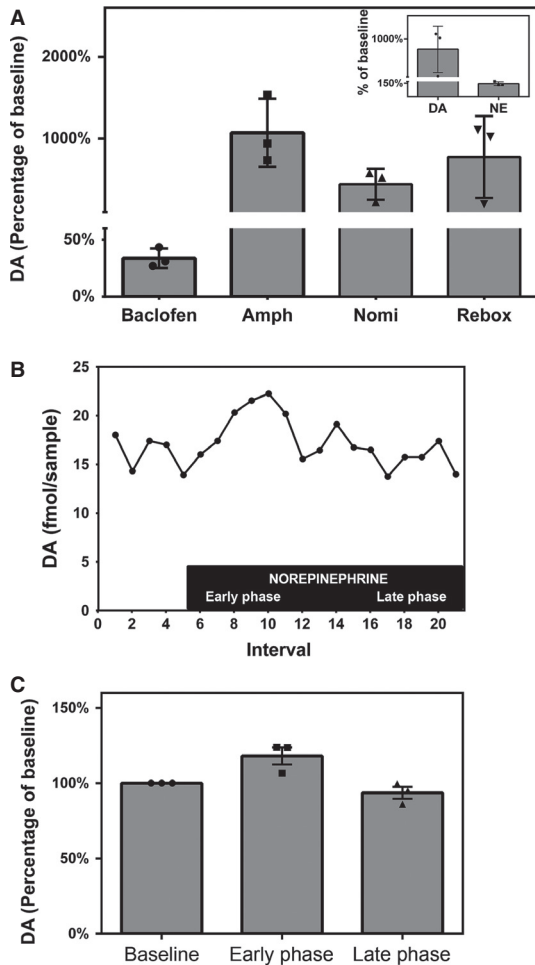 A
DA (Percentage of baseline)
2000%
1000%
50%
0%
Baclofen
Amph
Nomi
Rebox
% of baseline
1000%
150%
DA
NE
B
DA (fmol/sample)
25
20
15
10
5
0
NOREPINEPHRINE
Early phase
Late phase
0 2 4 6 8 10 12 14 16 18 20
Interval
C
DA (Percentage of baseline)
150%
100%
50%
0%
Baseline
Early phase
Late phase